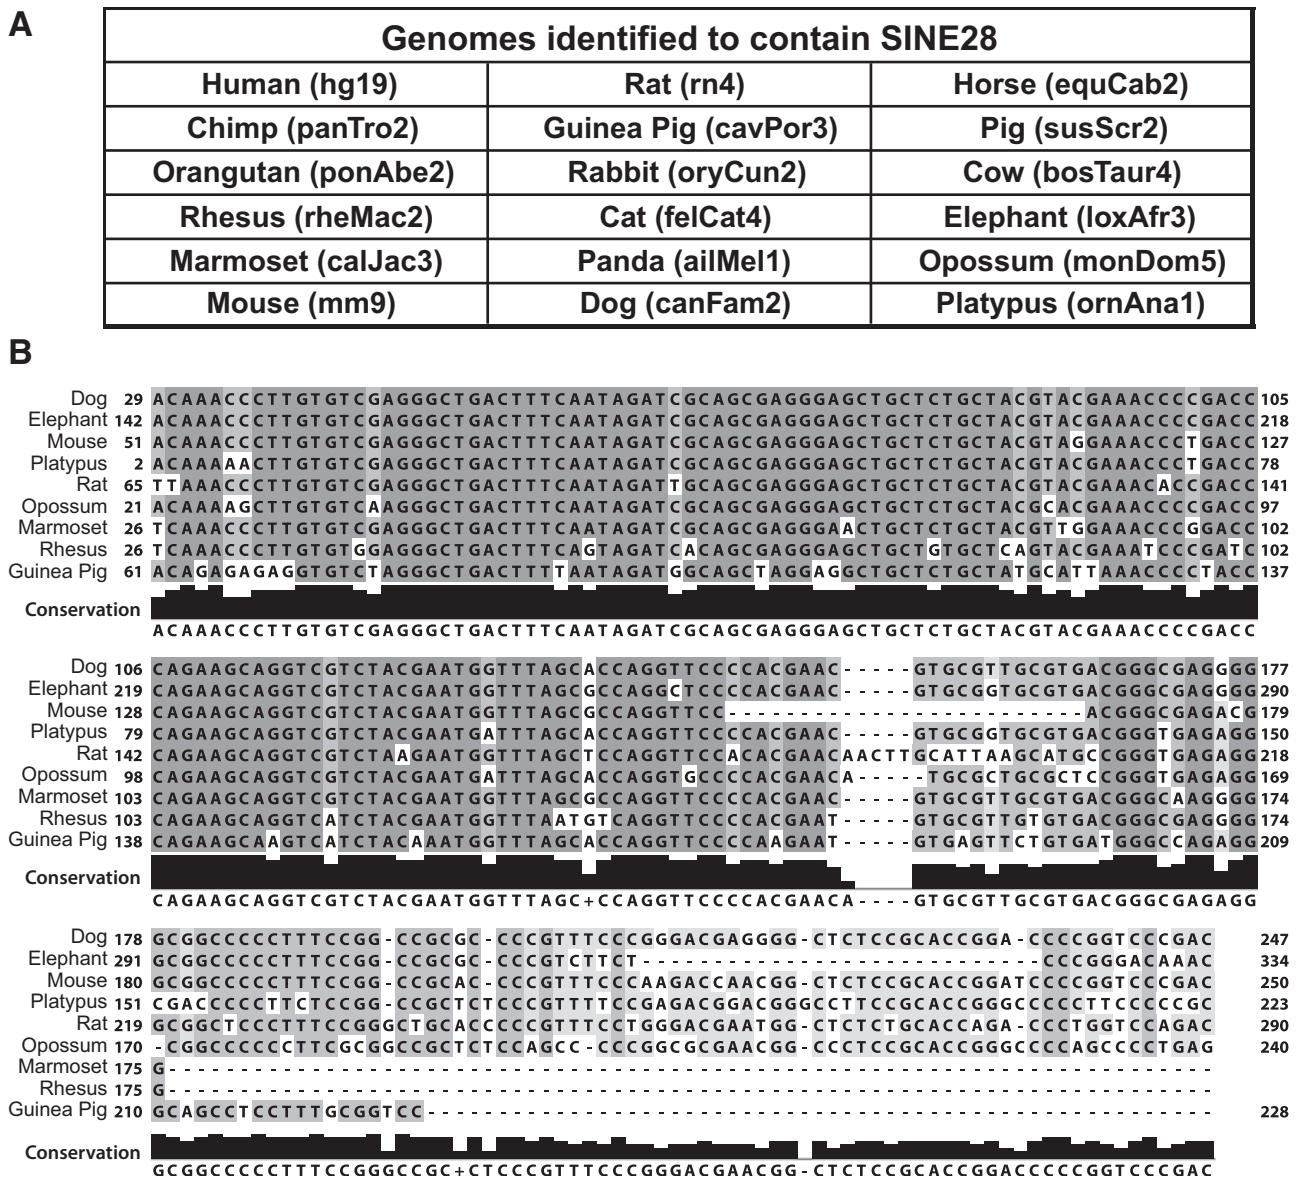 A
Genomes identified to contain SINE28
Human (hg19) Rat (rn4) Horse (equCab2)
Chimp (panTro2) Guinea Pig (cavPor3) Pig (susScr2)
Orangutan (ponAbe2) Rabbit (oryCun2) Cow (bosTaur4)
Rhesus (rheMac2) Cat (felCat4) Elephant (loxAfr3)
Marmoset (calJac3) Panda (ailMel1) Opossum (monDom5)
Mouse (mm9) Dog (canFam2) Platypus (ornAna1)
B
Dog 29 ACAAACCCTTGTGTCGAGGGCTGACTTTCAATAGATCGCAGCGAGGGAGCTGCTCTGCTACGTACGAAACCCCGACC 105
Elephant 142 ACAAACCCTTGTGTCGAGGGCTGACTTTCAATAGATCGCAGCGAGGGAGCTGCTCTGCTACGTACGAAACCCCGACC 218
Mouse 51 ACAAACCCTTGTGTCGAGGGCTGACTTTCAATAGATCGCAGCGAGGGAGCTGCTCTGCTACGTAGGAAACCCTGACC 127
Platypus 2 ACAAAAACTTGTGTCGAGGGCTGACTTTCAATAGATCGCAGCGAGGGAGCTGCTCTGCTACGTACGAAACCCTGACC 78
Rat 65 TTAAACCCTTGTGTCGAGGGCTGACTTTCAATAGATTGCAGCGAGGGAGCTGCTCTGCTACGTACGAAACACCGACC 141
Opossum 21 ACAAAAGCTTGTGTCAAGGGCTGACTTTCAATAGATCGCAGCGAGGGAGCTGCTCTGCTACGCACGAAACCCCGACC 97
Marmoset 26 TCAAACCCTTGTGTCGAGGGCTGACTTTCAATAGATCGCAGCGAGGGAACTGCTCTGCTACGTTGGAAACCCCGGACC 102
Rhesus 26 TCAAACCCTTGTGTGGAGGGCTGACTTTCAGTAGATCACAGCGAGGGAGCTGCTGTGCTCAGTACGAAATCCCGATC 102
Guinea Pig 61 ACAGAGAGAGGTGTCTAGGGCTGACTTTTAATAGATGGCAGCTAGGAGGCTGCTCTGCTATGCATTAAACCCCTACC 137
Conservation
ACAAACCCTTGTGTCGAGGGCTGACTTTCAATAGATCGCAGCGAGGGAGCTGCTCTGCTACGTACGAAACCCCGACC
Dog 106 CAGAAGCAGGTCGTCTACGAATGGTTTAGCACCAGGTTCCCCACGAAC-----GTGCGTTGCGTGACGGGCGAGGGG 177
Elephant 219 CAGAAGCAGGTCGTCTACGAATGGTTTAGCGCCAGGCTCCCCACGAAC-----GTGCGGTGCGTGACGGGCGAGGGG 290
Mouse 128 CAGAAGCAGGTCGTCTACGAATGGTTTAGCGCCAGGTTCC-------------------------ACGGGCGAGACG 179
Platypus 79 CAGAAGCAGGTCGTCTACGAATGATTTAGCACCAGGTTCCCCACGAAC-----GTGCGGTGCGTGACGGGTGAGAGG 150
Rat 142 CAGAAGCAGGTCGTCTAAGAATGGTTTAGCTCCAGGTTCCACACGAACAACTTGCATTAAGCATGCCGGGTGAGAGG 218
Opossum 98 CAGAAGCAGGTCGTCTACGAATGATTTAGCACCAGGTGCCCCACGAACA-----TGCGCTGCGCTCCGGGTGAGAGG 169
Marmoset 103 CAGAAGCAGGTCGTCTACGAATGGTTTAGCGCCAGGTTCCCCACGAAC-----GTGCGTTGCGTGACGGGCAAGGGG 174
Rhesus 103 CAGAAGCAGGTCATCTACGAATGGTTTAATGTCAGGTTCCCCACGAAT-----GTGCGTTGTGTGACGGGCGAGGGG 174
Guinea Pig 138 CAGAAGCAAGTCATCTACAAATGGTTTAGCACCAGGTTCCCCAAGAAT-----GTGAGTTCTGTGATGGGCCAGAGG 209
Conservation
CAGAAGCAGGTCGTCTACGAATGGTTTAGC+CCAGGTTCCCCACGAACA----GTGCGTTGCGTGACGGGCGAGAGG
Dog 178 GCGGCCCCCTTTCCGG-CCGCGC-CCCGTTTCCCGGGACGAGGGG-CTCTCCGCACCGGA-CCCCGGTCCCGAC 247
Elephant 291 GCGGCCCCCTTTCCGG-CCGCGC-CCCGTCTTCT----------------------------CCCGGGACAAAC 334
Mouse 180 GCGGCCCCCTTTCCGG-CCGCAC-CCCGTTTCCCAAGACCAACGG-CTCTCCGCACCGGATCCCCGGTCCCGAC 250
Platypus 151 CGACCCCCTTCTCCGG-CCGCTCTCCCGTTTTCCGAGACGGACGGGCCTTCCGCACCGGGCCCCCTTCCCCCGC 223
Rat 219 GCGGCTCCCTTTCCGGGCTGCACCCCCGTTTCCTGGGACGAATGG-CTCTCTGCACCAGA-CCCTGGTCCAGAC 290
Opossum 170 -CGGCCCCCCTTCGCGGCCGCTCTCCAGCC-CCCGGCGCGAACGG-CCCTCCGCACCGGGCCCCAGCCCCTGAG 240
Marmoset 175 G-------------------------------------------------------------------------
Rhesus 175 G-------------------------------------------------------------------------
Guinea Pig 210 GCAGCCTCCTTTGCGGTCC------------------------------------------------------- 228
Conservation
GCGGCCCCCTTTCCGGGCCGC+CTCCCGTTTCCCGGGACGAACGG-CTCTCCGCACCGGACCCCCGGTCCCGAC